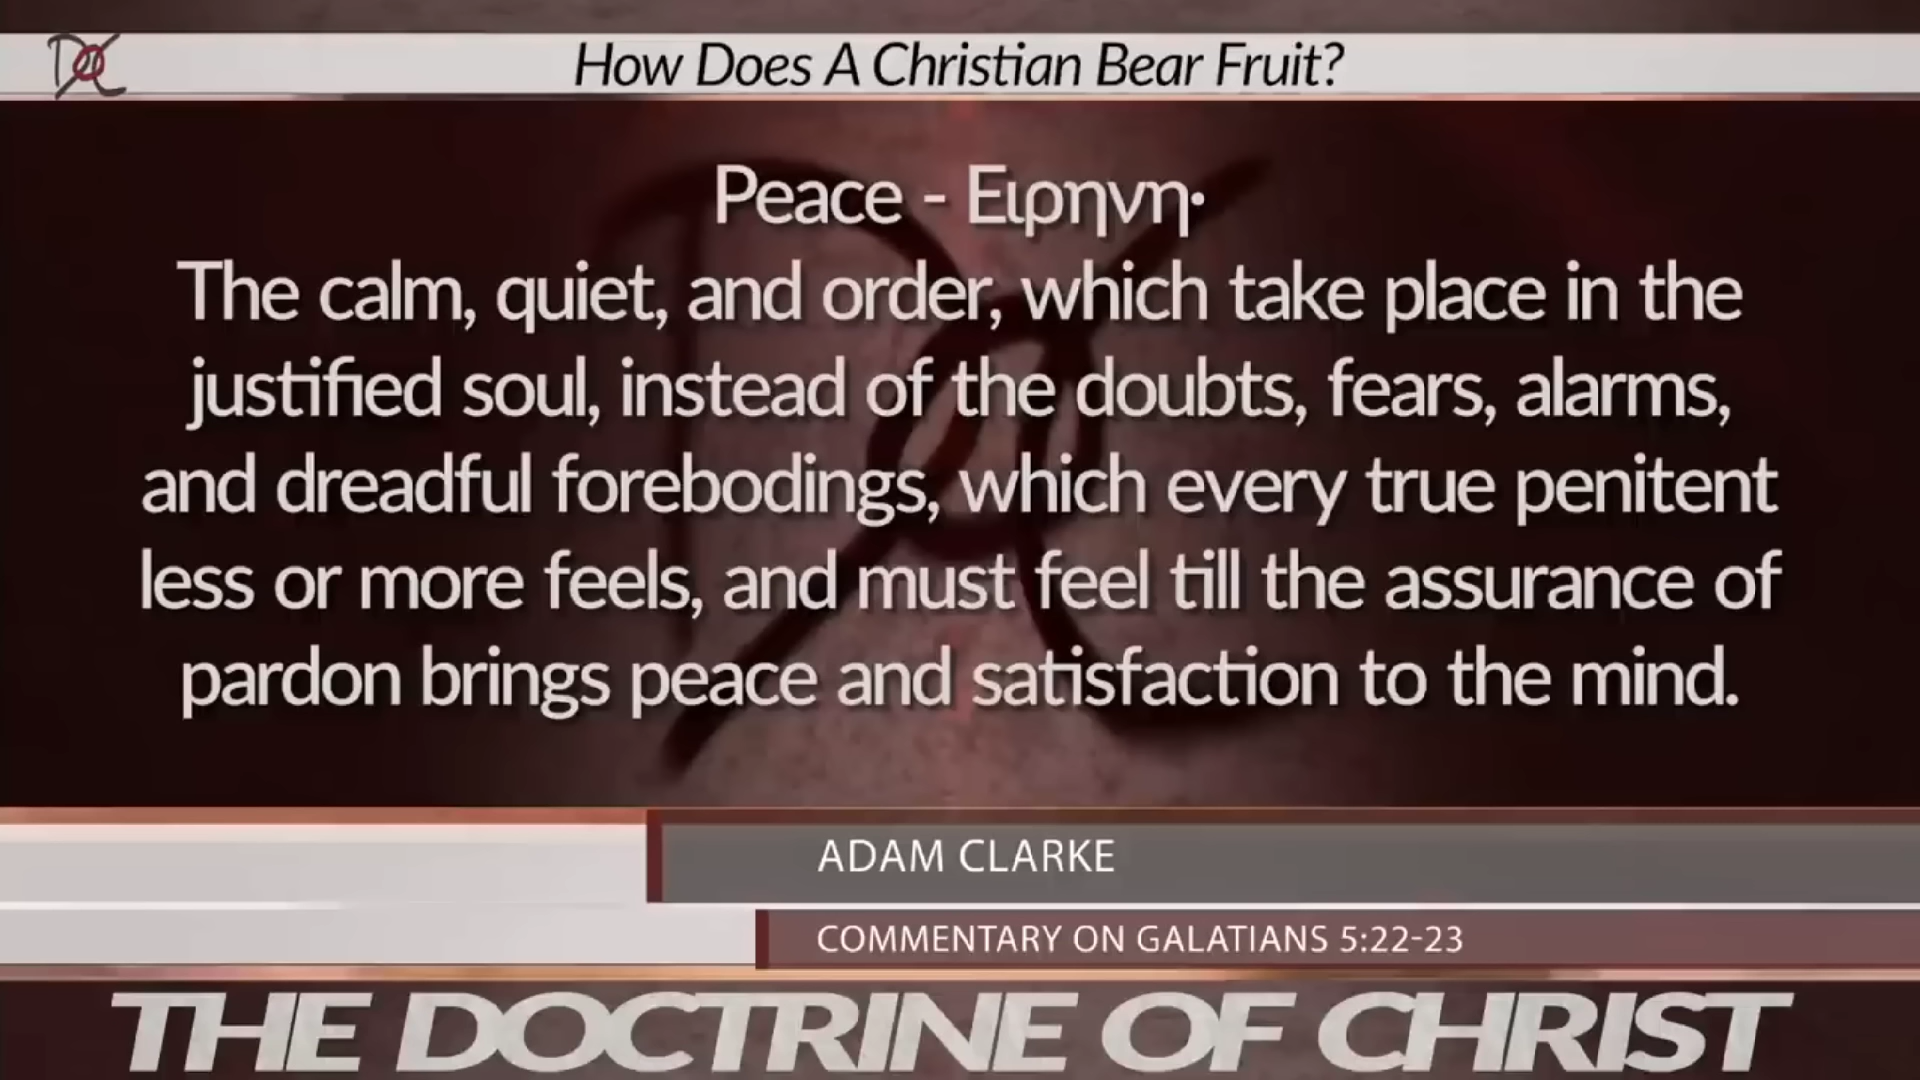 How Does A Christian Bear Fruit?
Peace - Ειρηνη·
The calm, quiet, and order, which take place in the
justified soul, instead of the doubts, fears, alarms,
and dreadful forebodings, which every true penitent
less or more feels, and must feel till the assurance of
pardon brings peace and satisfaction to the mind.
ADAM CLARKE
COMMENTARY ON GALATIANS 5:22-23
THE DOCTRINE OF CHRIST